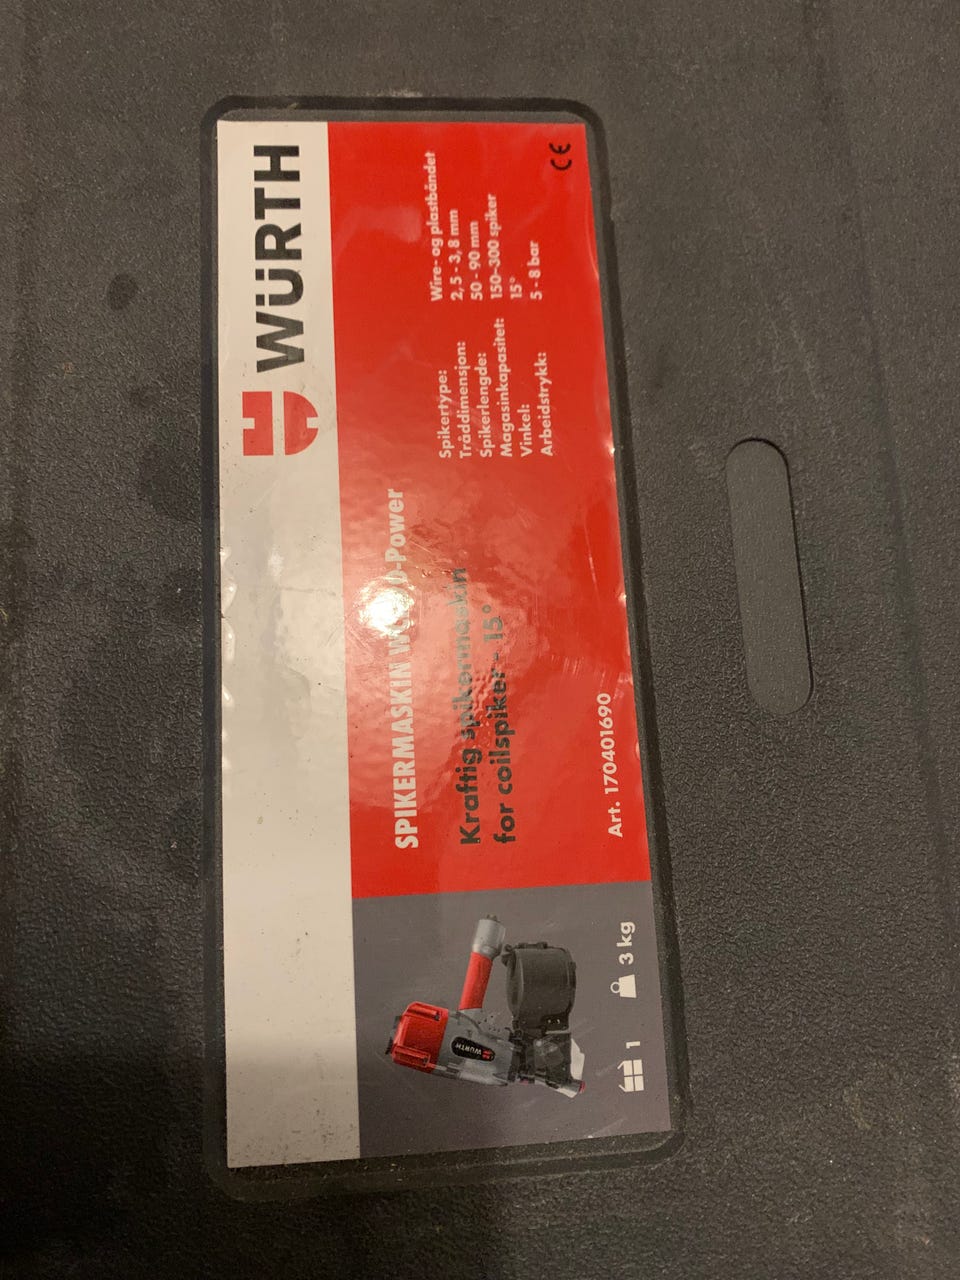 WÜRTH
SPIKERMASKIN -Power
Kraftig spikermaskin
for coilspiker - 15°
Art. 170401690
Spikertype: Wire- og plastbåndet
Tråddimensjon: 2, 5 - 3, 8 mm
Spikerlengde: 50 - 90 mm
Magasinkapasitet: 150-300 spiker
Vinkel: 15°
Arbeidstrykk: 5 - 8 bar
CE
WÜRTH
1
3 kg